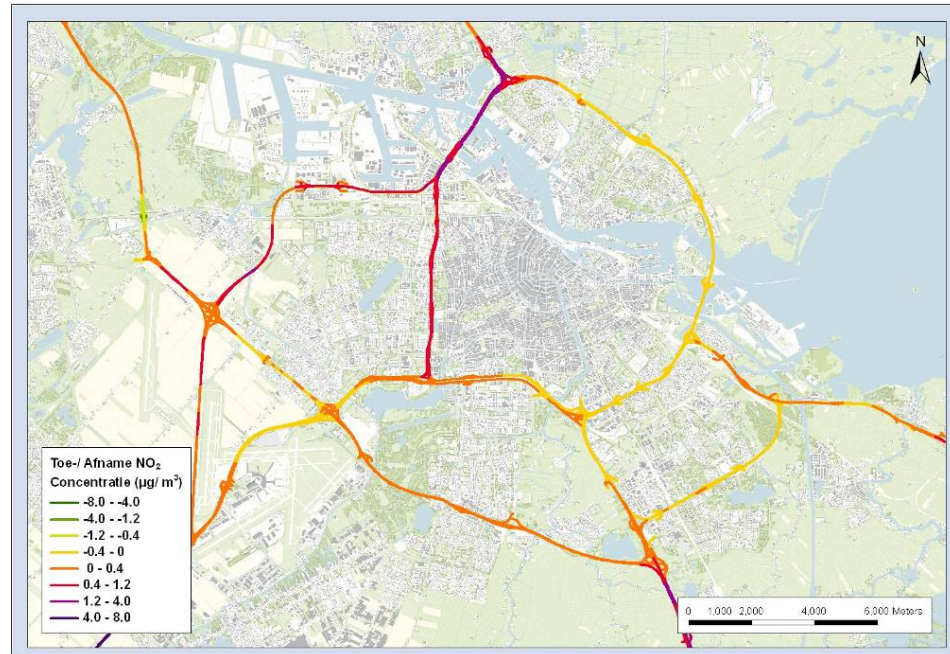 N
Toe-/ Afname NO₂
Concentratie (µg/ m³)
-8.0 - -4.0
-4.0 - -1.2
-1.2 - -0.4
-0.4 - 0
0 - 0.4
0.4 - 1.2
1.2 - 4.0
4.0 - 8.0
0 1,000 2,000 4,000 6,000 Meters